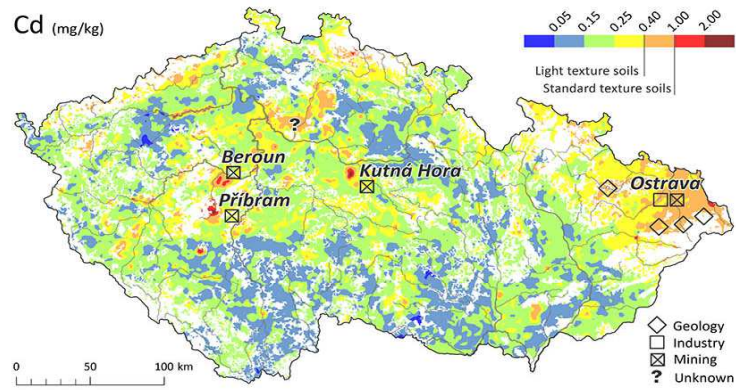 Cd (mg/kg)
0.05 0.15 0.25 0.40 1.00 2.00
Light texture soils
Standard texture soils
?
Beroun
Kutná Hora
Ostrava
Příbram
Geology
Industry
Mining
? Unknown
0 50 100 km